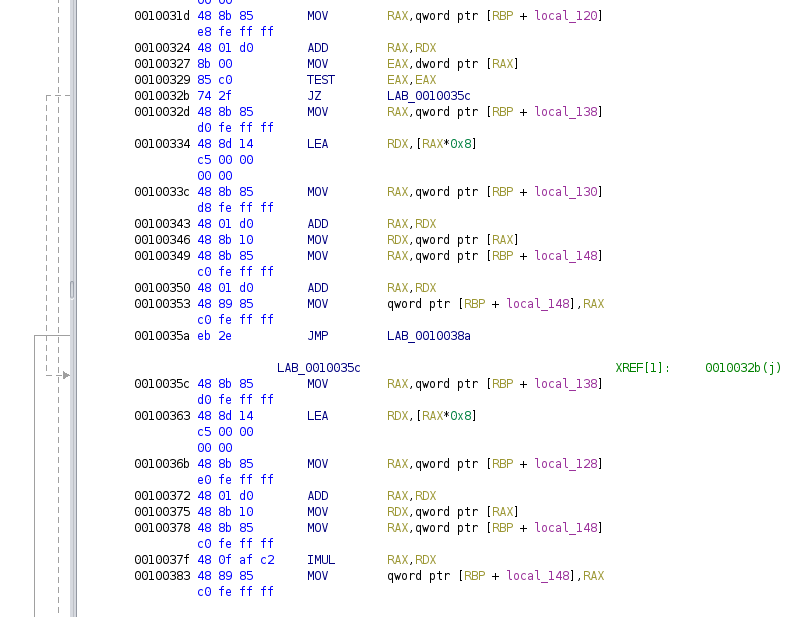 0010031d 48 8b 85 MOV RAX,qword ptr [RBP + local_120]
e8 fe ff ff
00100324 48 01 d0 ADD RAX,RDX
00100327 8b 00 MOV EAX,dword ptr [RAX]
00100329 85 c0 TEST EAX,EAX
0010032b 74 2f JZ LAB_0010035c
0010032d 48 8b 85 MOV RAX,qword ptr [RBP + local_138]
d0 fe ff ff
00100334 48 8d 14 LEA RDX,[RAX*0x8]
c5 00 00
00 00
0010033c 48 8b 85 MOV RAX,qword ptr [RBP + local_130]
d8 fe ff ff
00100343 48 01 d0 ADD RAX,RDX
00100346 48 8b 10 MOV RDX,qword ptr [RAX]
00100349 48 8b 85 MOV RAX,qword ptr [RBP + local_148]
c0 fe ff ff
00100350 48 01 d0 ADD RAX,RDX
00100353 48 89 85 MOV qword ptr [RBP + local_148],RAX
c0 fe ff ff
0010035a eb 2e JMP LAB_0010038a
LAB_0010035c XREF[1]: 0010032b(j)
0010035c 48 8b 85 MOV RAX,qword ptr [RBP + local_138]
d0 fe ff ff
00100363 48 8d 14 LEA RDX,[RAX*0x8]
c5 00 00
00 00
0010036b 48 8b 85 MOV RAX,qword ptr [RBP + local_128]
e0 fe ff ff
00100372 48 01 d0 ADD RAX,RDX
00100375 48 8b 10 MOV RDX,qword ptr [RAX]
00100378 48 8b 85 MOV RAX,qword ptr [RBP + local_148]
c0 fe ff ff
0010037f 48 0f af c2 IMUL RAX,RDX
00100383 48 89 85 MOV qword ptr [RBP + local_148],RAX
c0 fe ff ff